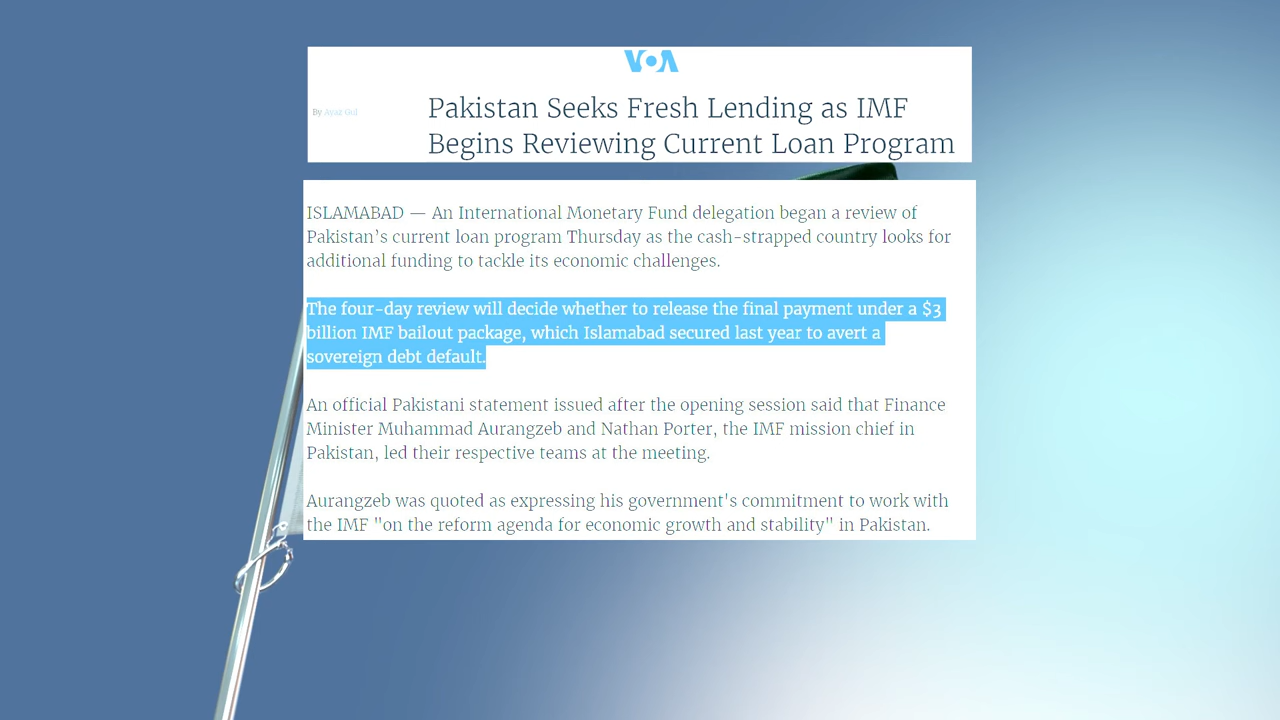 VOA
By Ayaz Gul
Pakistan Seeks Fresh Lending as IMF
Begins Reviewing Current Loan Program
ISLAMABAD — An International Monetary Fund delegation began a review of
Pakistan’s current loan program Thursday as the cash-strapped country looks for
additional funding to tackle its economic challenges.
The four-day review will decide whether to release the final payment under a $3
billion IMF bailout package, which Islamabad secured last year to avert a
sovereign debt default.
An official Pakistani statement issued after the opening session said that Finance
Minister Muhammad Aurangzeb and Nathan Porter, the IMF mission chief in
Pakistan, led their respective teams at the meeting.
Aurangzeb was quoted as expressing his government's commitment to work with
the IMF "on the reform agenda for economic growth and stability" in Pakistan.